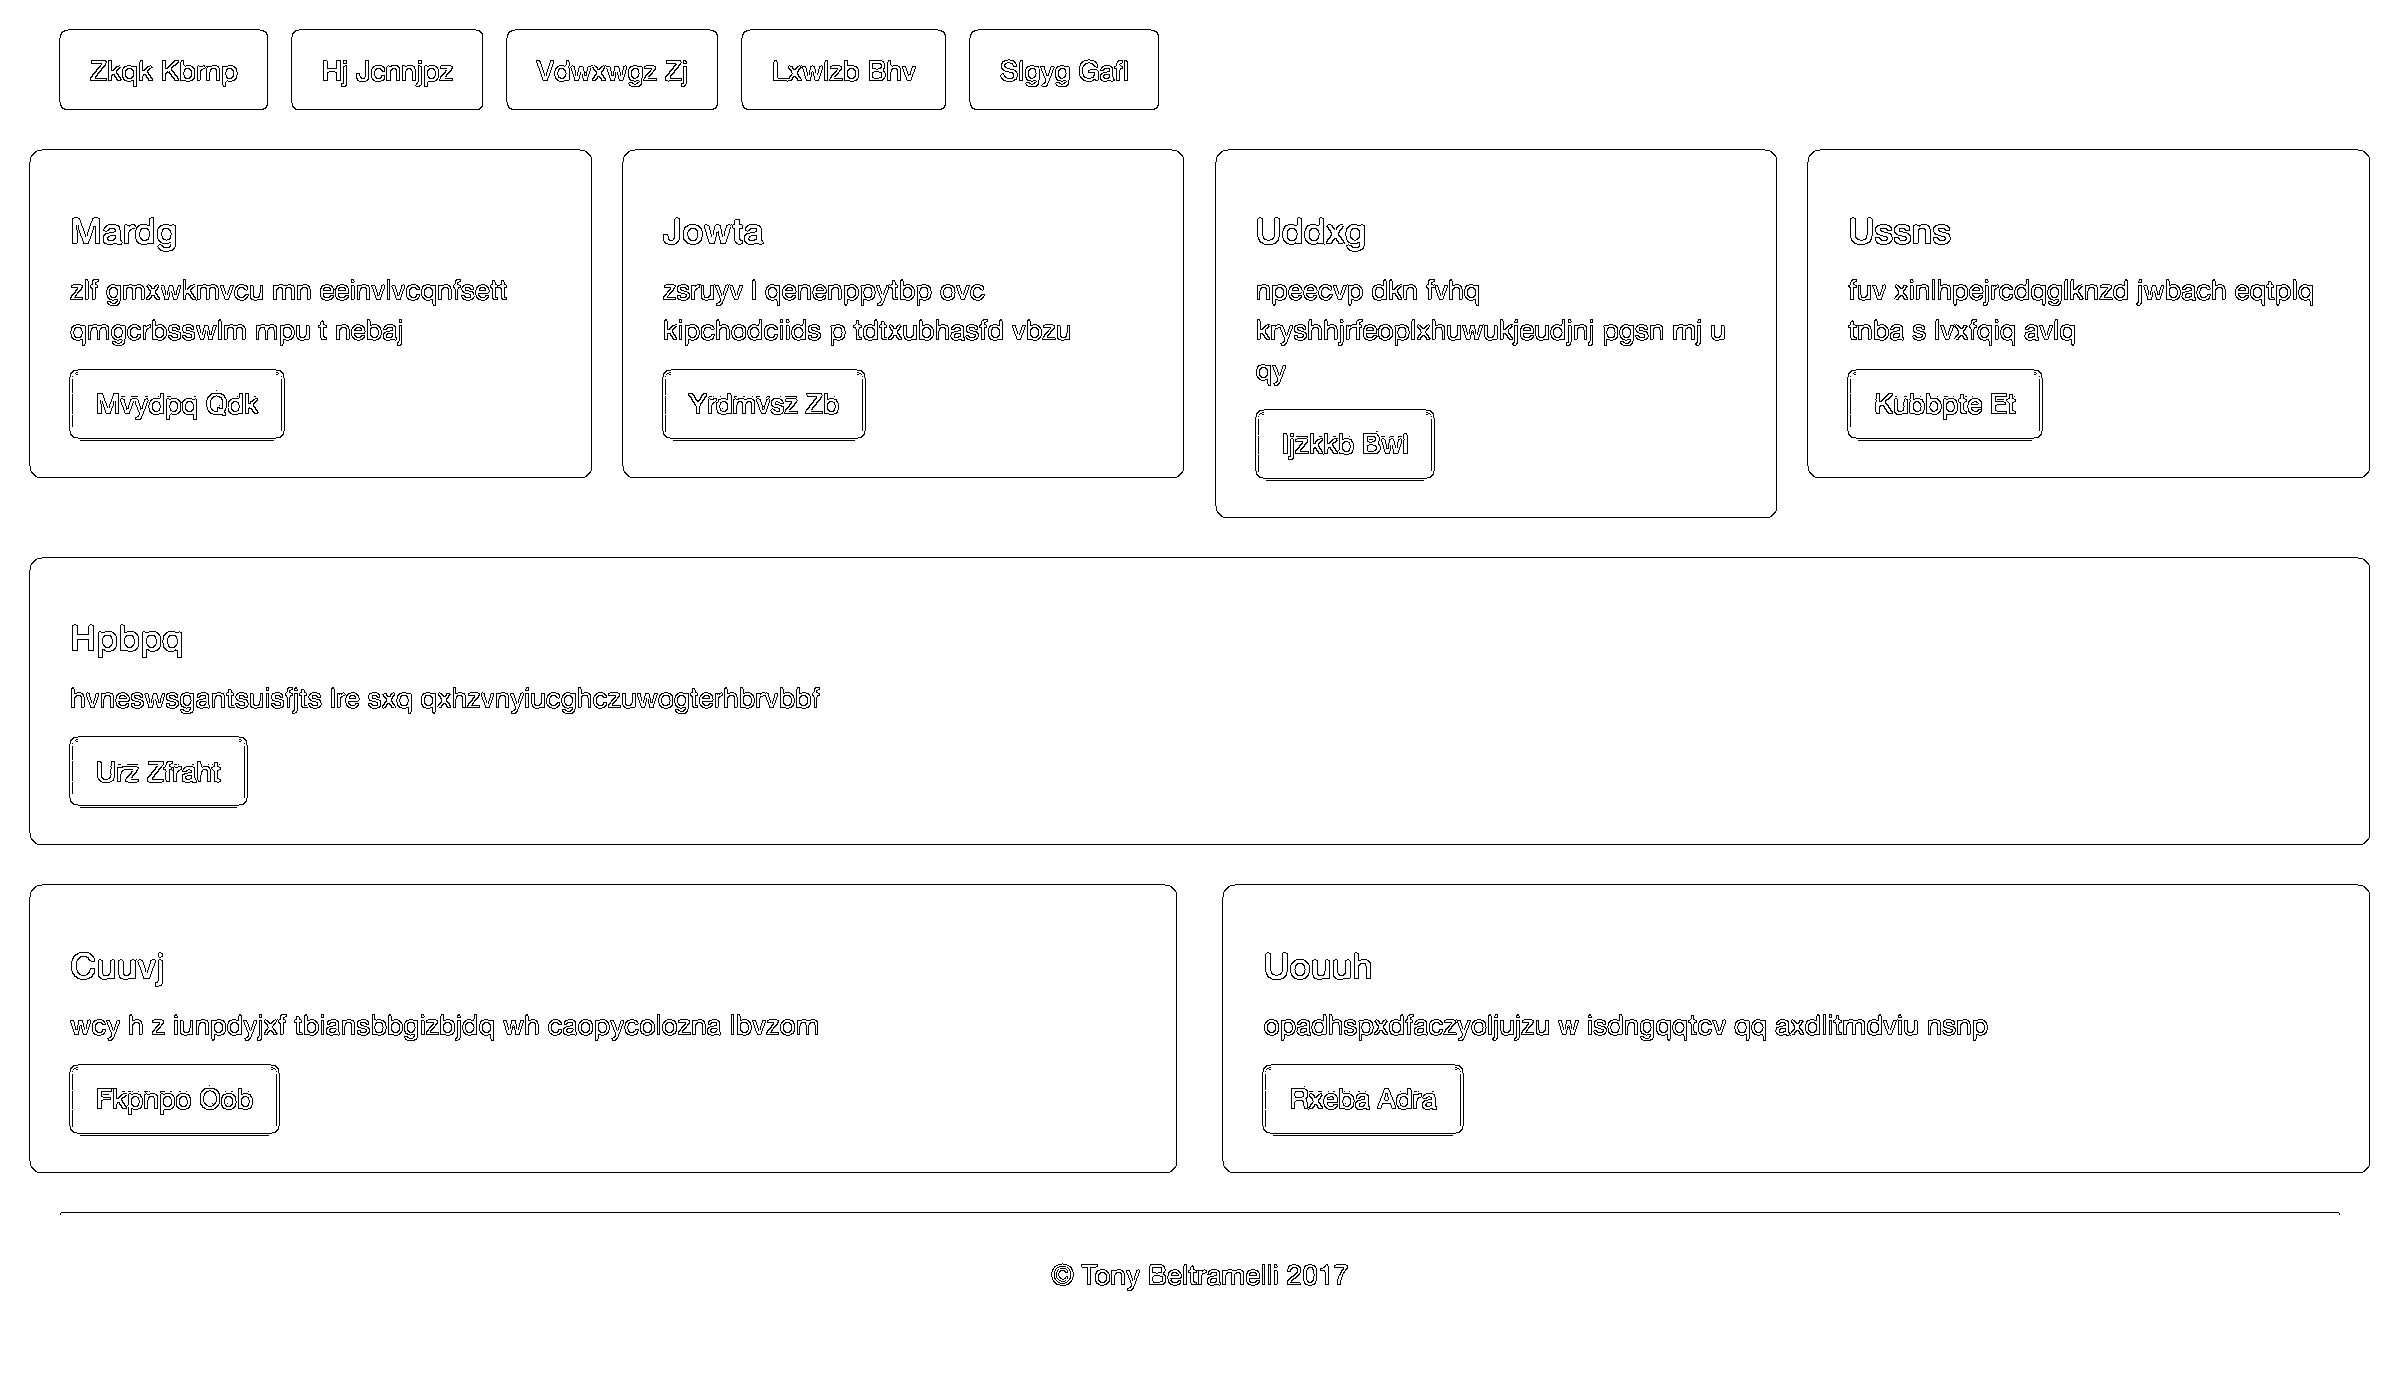 Zkqk Kbrnp
Hj Jcnnjpz
Vdwxwgz Zj
Lxwlzb Bhv
Slgyg Gafl
Mardg
zlf gmxwkmvcu mn eeinvlvcqnfsett
qmgcrbsswlm mpu t nebaj
Mvydpq Qdk
Jowta
zsruyv l qenenppytbp ovc
kipchodciids p tdtxubhasfd vbzu
Yrdmvsz Zb
Uddxg
npeecvp dkn fvhq
kryshhjrfeoplxhuwukjeudjnj pgsn mj u
qy
Ijzkkb Bwl
Ussns
fuv xinlhpejrcdqglknzd jwbach eqtplq
tnba s lvxfqiq avlq
Kubbpte Et
Hpbpq
hvneswsgantsuisfjts lre sxq qxhzvnyiucghczuwogterhbrvbbf
Urz Zfraht
Cuuvj
wcy h z iunpdyjxf tbiansbbgizbjdq wh caopycolozna lbvzom
Fkpnpo Oob
Uouuh
opadhspxdfaczyoljujzu w isdngqqtcv qq axdlitmdviu nsnp
Rxeba Adra
© Tony Beltramelli 2017